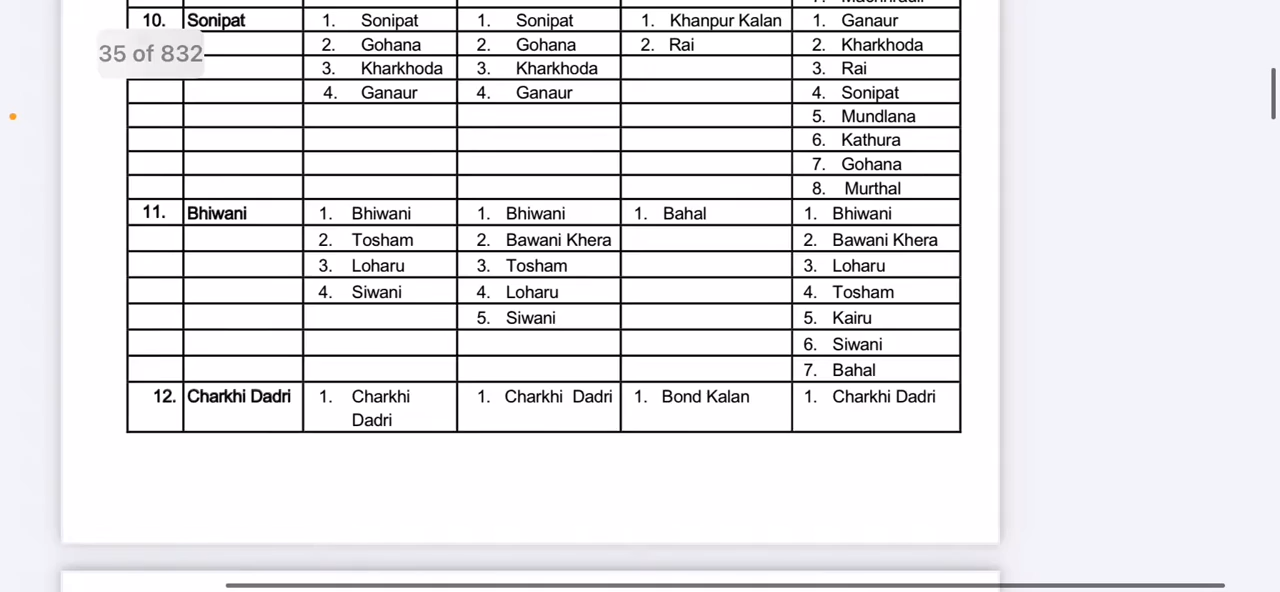 10. Sonipat 1. Sonipat 1. Sonipat 1. Khanpur Kalan 1. Ganaur
35 of 832 2. Gohana 2. Gohana 2. Rai 2. Kharkhoda
3. Kharkhoda 3. Kharkhoda 3. Rai
4. Ganaur 4. Ganaur 4. Sonipat
5. Mundlana
6. Kathura
7. Gohana
8. Murthal
11. Bhiwani 1. Bhiwani 1. Bhiwani 1. Bahal 1. Bhiwani
2. Tosham 2. Bawani Khera 2. Bawani Khera
3. Loharu 3. Tosham 3. Loharu
4. Siwani 4. Loharu 4. Tosham
5. Siwani 5. Kairu
6. Siwani
7. Bahal
12. Charkhi Dadri 1. Charkhi 1. Charkhi Dadri 1. Bond Kalan 1. Charkhi Dadri
Dadri